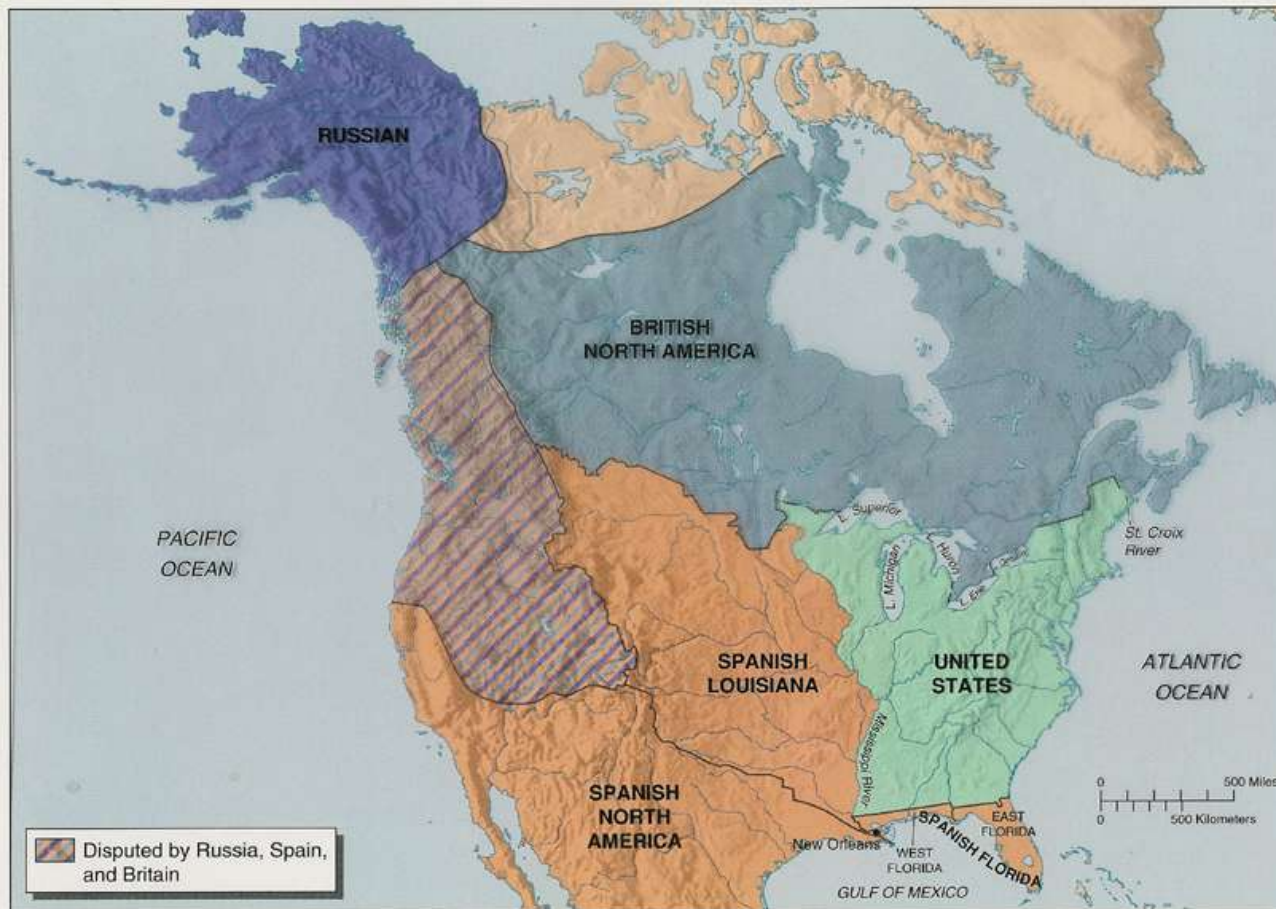 RUSSIAN
BRITISH
NORTH AMERICA
PACIFIC
OCEAN
L. Superior
L. Michigan
L. Huron
L. Erie
L. Ontario
St. Croix
River
SPANISH
LOUISIANA
UNITED
STATES
ATLANTIC
OCEAN
Mississippi River
SPANISH
NORTH
AMERICA
0 500 Miles
0 500 Kilometers
New Orleans
WEST
FLORIDA
SPANISH FLORIDA
EAST
FLORIDA
GULF OF MEXICO
Disputed by Russia, Spain,
and Britain